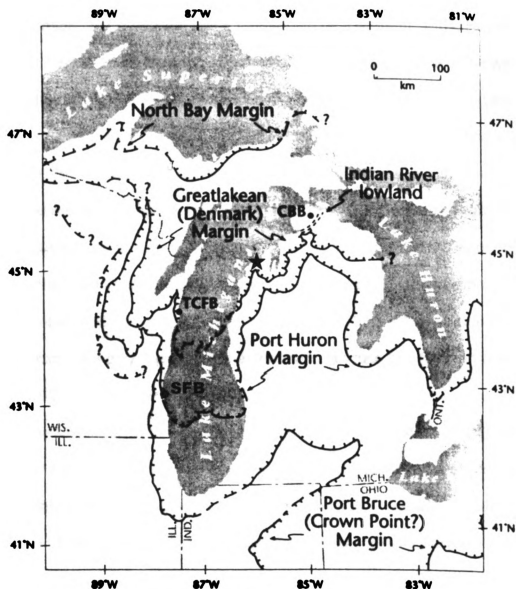 89°W 87°W 85°W 83°W 81°W
0 100
km
Lake Superior
North Bay Margin
?
47°N 47°N
Indian River
lowland
Greatlakean
(Denmark)
Margin
CBB
?
?
?
45°N 45°N
?
Lake Huron
TCFB
Lake Michigan
?
?
Port Huron
Margin
SFB
43°N 43°N
ONT.
WIS.
ILL.
Lake
MICH.
OHIO
Port Bruce
(Crown Point?)
Margin
ILL.
IND.
41°N 41°N
89°W 87°W 85°W 83°W